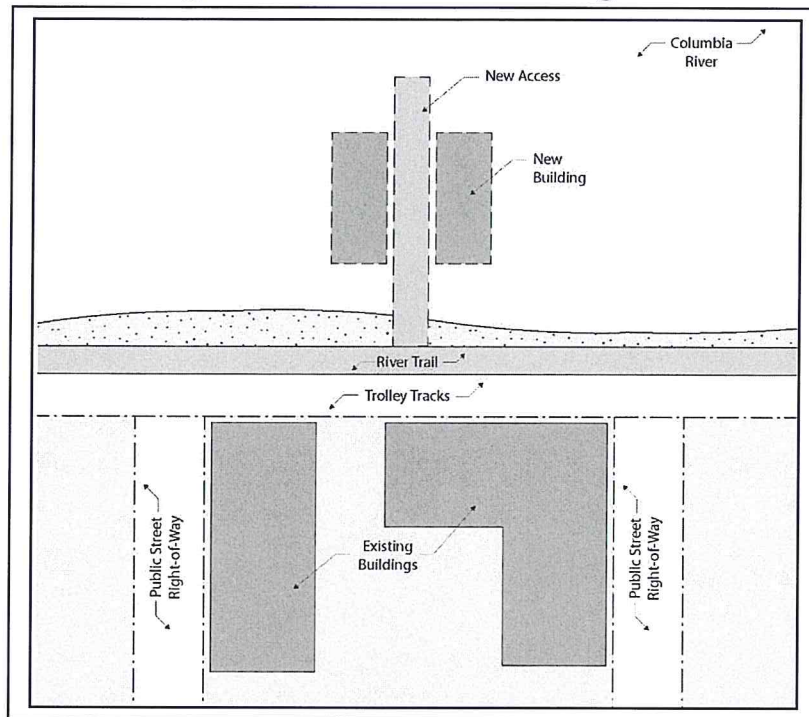 Columbia
River
New Access
New
Building
River Trail
Trolley Tracks
Public Street
Right-of-Way
Existing
Buildings
Public Street
Right-of-Way